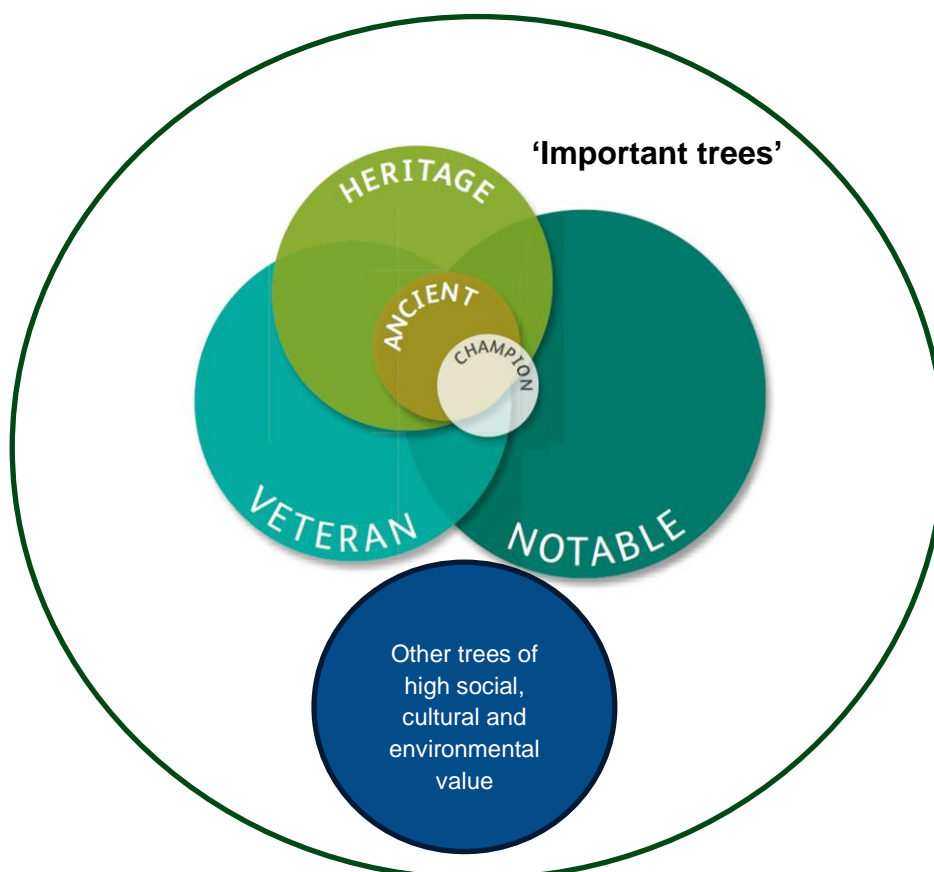 ‘Important trees’
HERITAGE
ANCIENT
CHAMPION
VETERAN
NOTABLE
Other trees of
high social,
cultural and
environmental
value